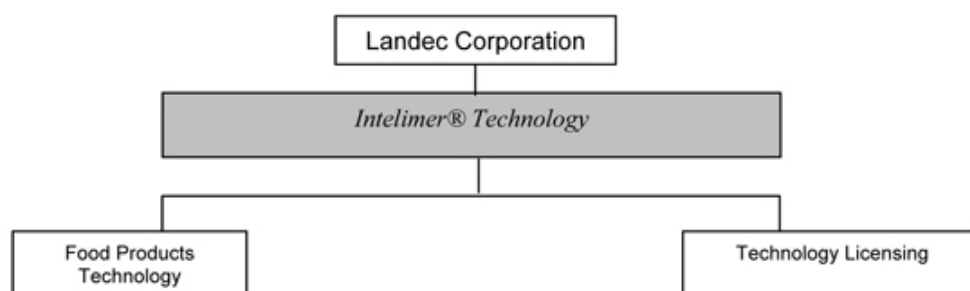 Landec Corporation
Intelimer® Technology
Food Products
Technology
Technology Licensing